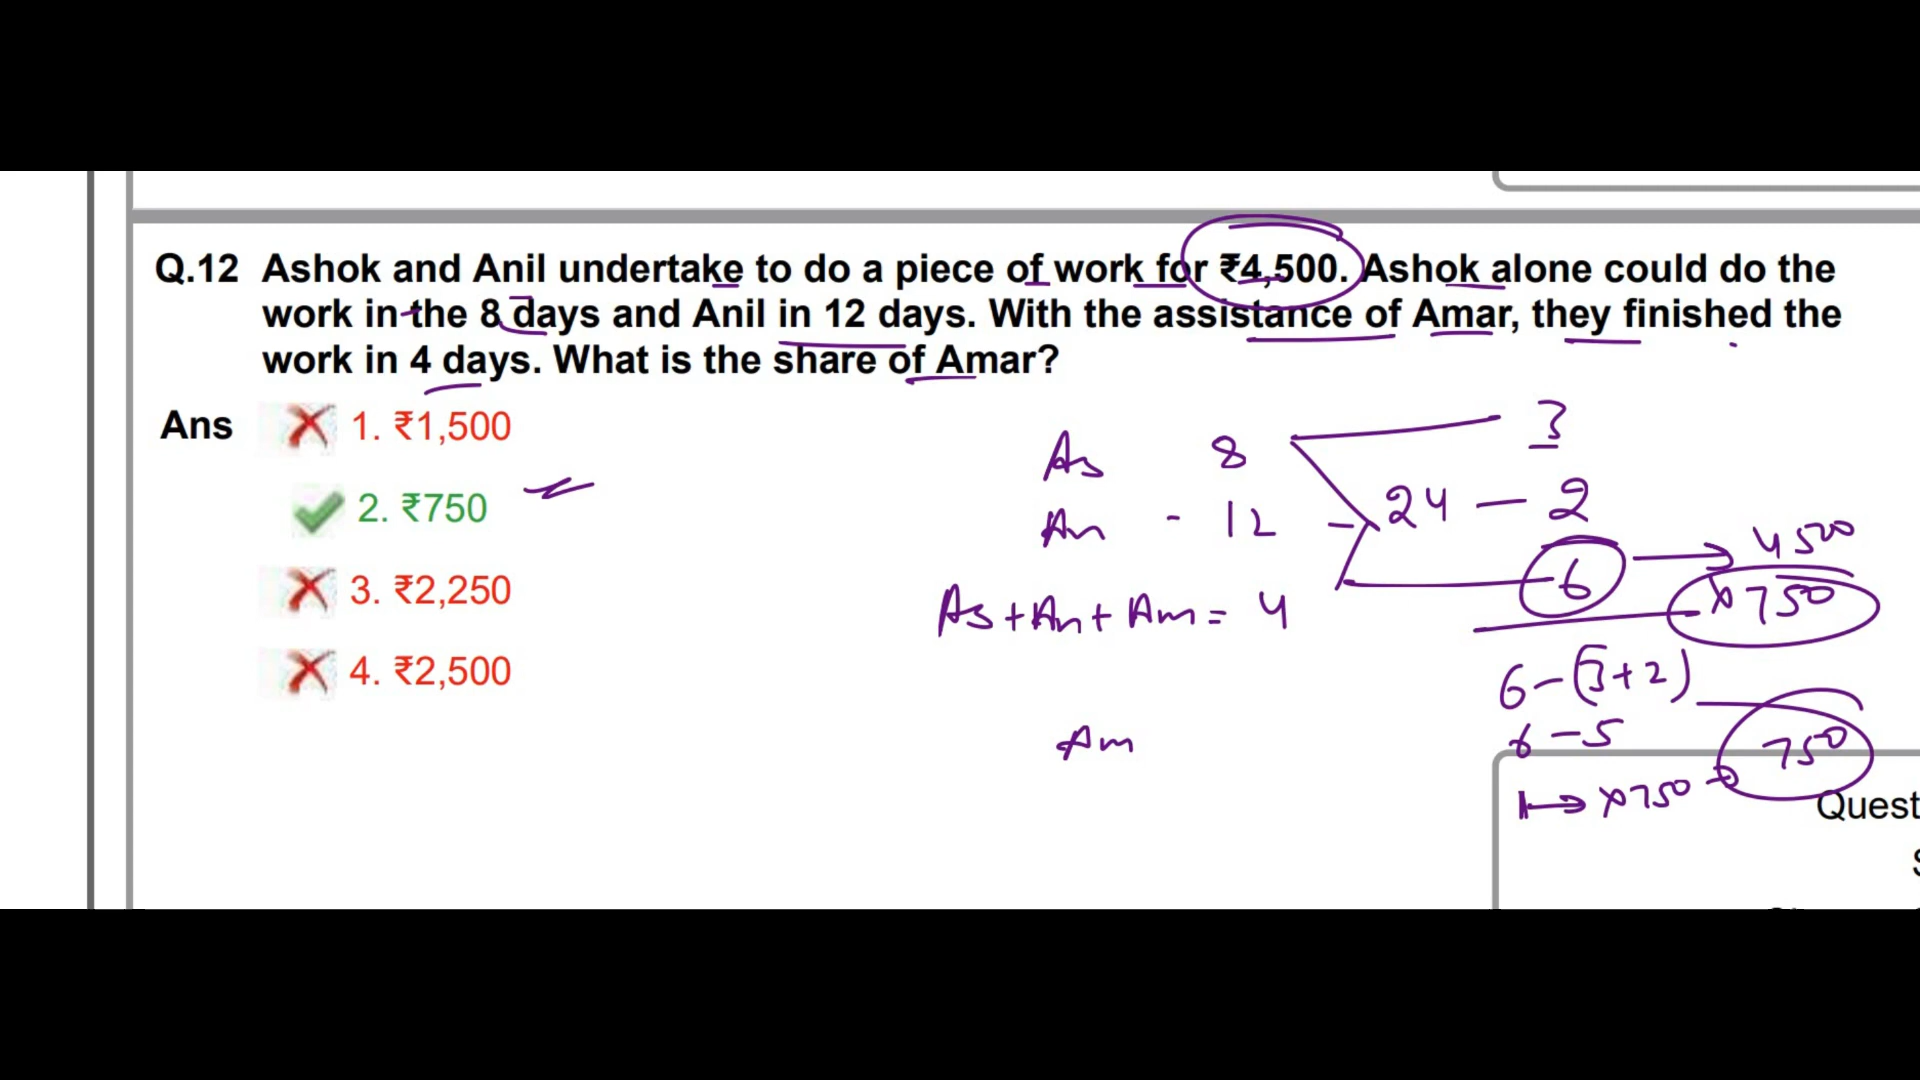 Q.12 Ashok and Anil undertake to do a piece of work for ₹4,500. Ashok alone could do the
work in the 8 days and Anil in 12 days. With the assistance of Amar, they finished the
work in 4 days. What is the share of Amar?
Ans 1. ₹1,500
2. ₹750
3. ₹2,250
4. ₹2,500
As 8 3
An - 12 - 24 - 2
As+An+Am = 4 6 → 4500
×750
6-(3+2)
6-5
Am 750
1 → ×750 →
Quest